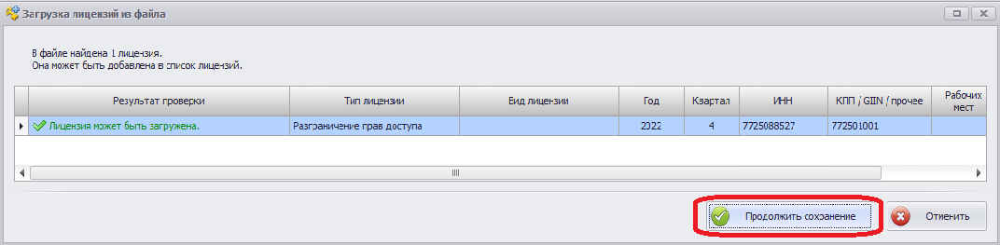 Загрузка лицензий из файла
В файле найдена 1 лицензия.
Она может быть добавлена в список лицензий.
Результат проверки Тип лицензии Вид лицензии Год Квартал ИНН КПП / GIIN / прочее Рабочих мест
Лицензия может быть загружена. Разграничение прав доступа 2022 4 7725088527 772501001
Продолжить сохранение Отменить